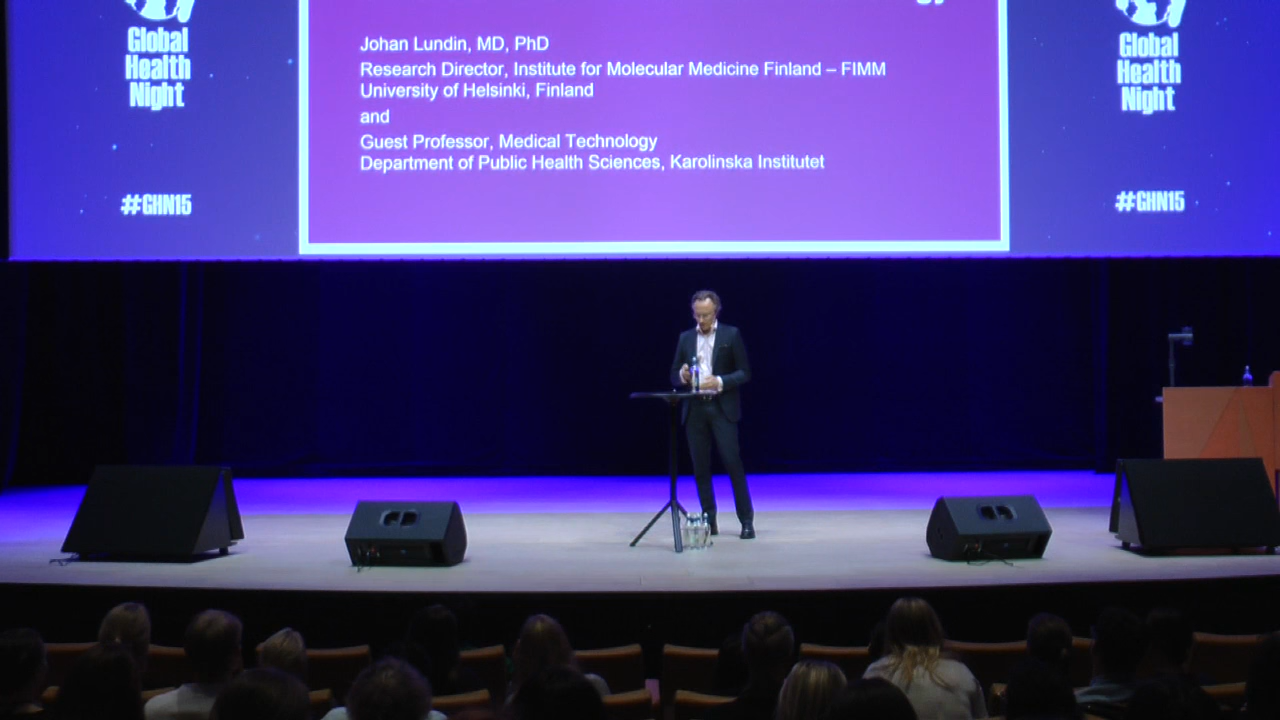 Global
Health
Night
#GHN15
Johan Lundin, MD, PhD
Research Director, Institute for Molecular Medicine Finland – FIMM
University of Helsinki, Finland
and
Guest Professor, Medical Technology
Department of Public Health Sciences, Karolinska Institutet
Global
Health
Night
#GHN15